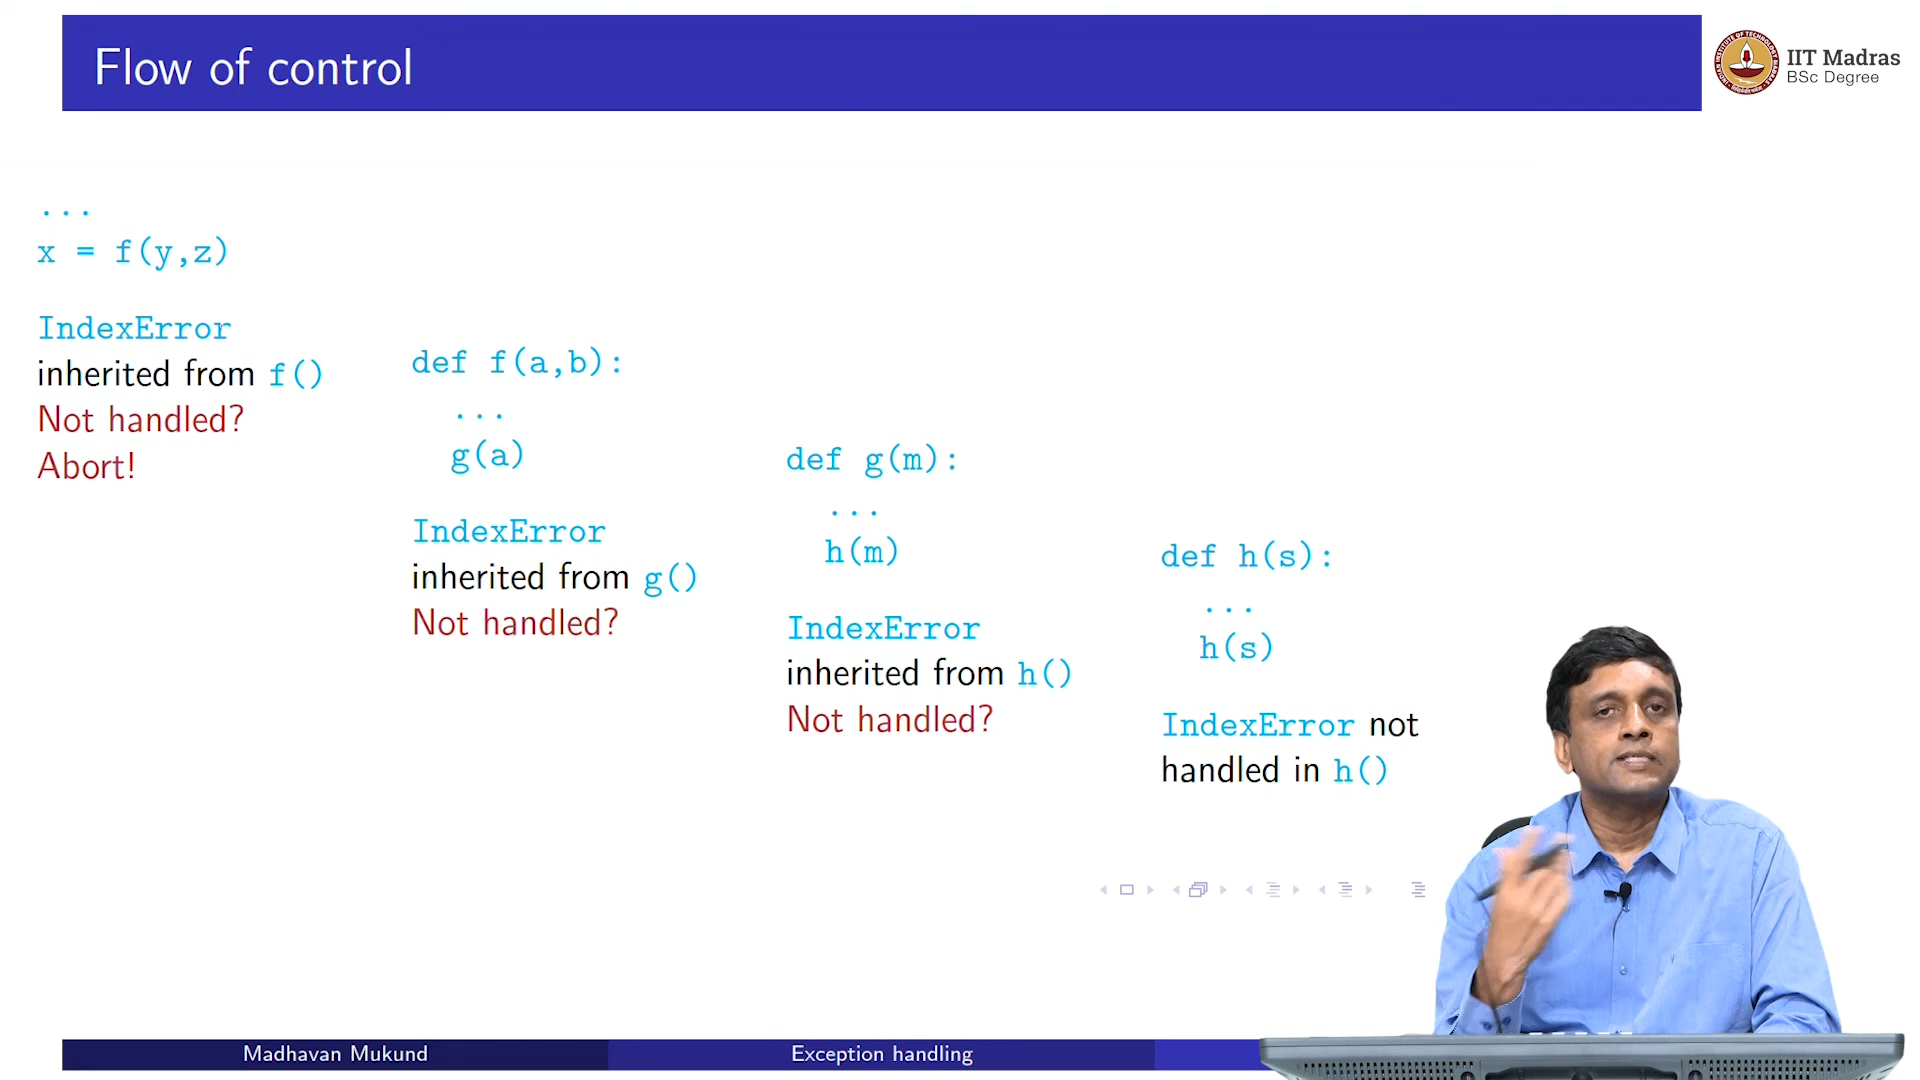 Flow of control
IIT Madras
BSc Degree
...
x = f(y,z)
IndexError
inherited from f()
Not handled?
Abort!
def f(a,b):
...
g(a)
IndexError
inherited from g()
Not handled?
def g(m):
...
h(m)
IndexError
inherited from h()
Not handled?
def h(s):
...
h(s)
IndexError not
handled in h()
Madhavan Mukund
Exception handling